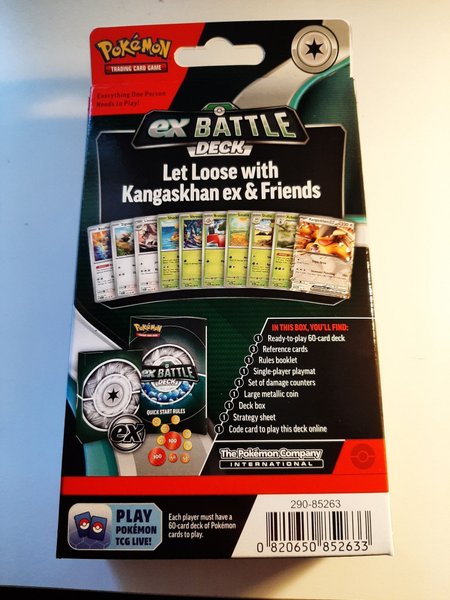 Pokémon
TRADING CARD GAME
Everything One Person
Needs to Play!
ex BATTLE
DECK
Let Loose with
Kangaskhan ex & Friends
IN THIS BOX, YOU'LL FIND:
1 Ready-to-play 60-card deck
3 Reference cards
1 Rules booklet
1 Single-player playmat
1 Set of damage counters
1 Large metallic coin
1 Deck box
1 Strategy sheet
1 Code card to play this deck online
Pokémon
ex BATTLE
DECK
QUICK START RULES
ex
100
100
The Pokémon Company
INTERNATIONAL
PLAY
POKÉMON
TCG LIVE!
Each player must have a
60-card deck of Pokémon
cards to play.
290-85263
0 820650 852633